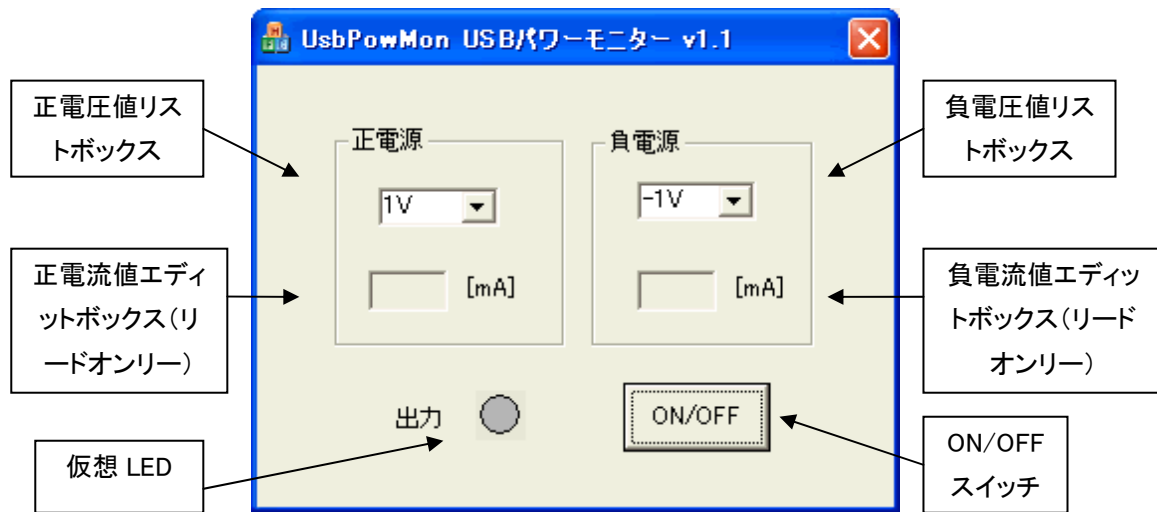 UsbPowMon USBパワーモニター v1.1
正電圧値リス
トボックス
負電圧値リス
トボックス
正電源
負電源
1V
-1V
正電流値エディ
ットボックス(リ
ードオンリー)
[mA]
[mA]
負電流値エディッ
トボックス(リード
オンリー)
出力
ON/OFF
仮想 LED
ON/OFF
スイッチ